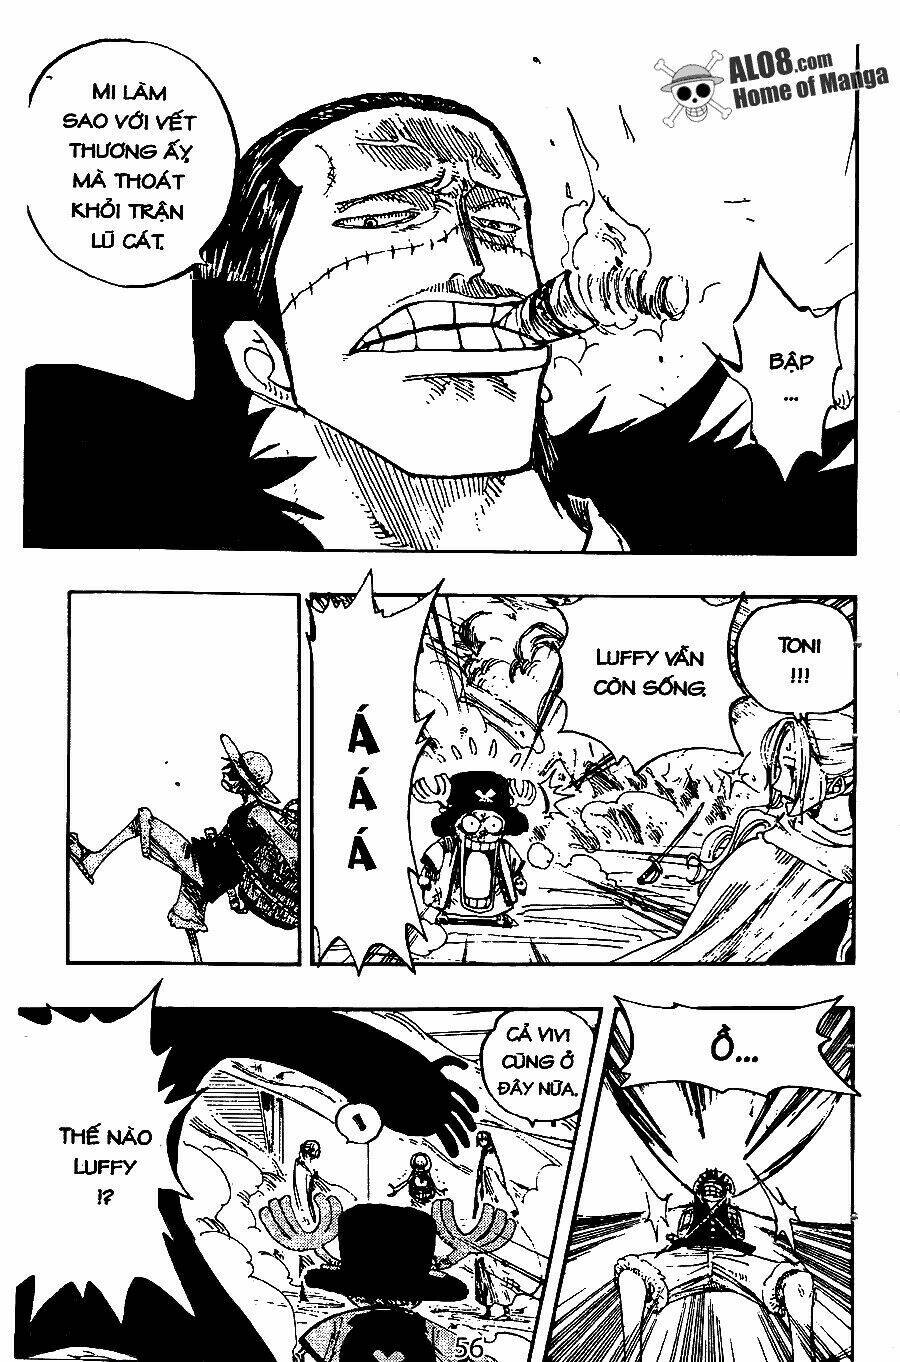 AL08.com
Home of Manga
MI LÀM
SAO VỚI VẾT
THƯƠNG ẤY,
MÀ THOÁT
KHỎI TRẬN
LŨ CÁT.
BẬP
...
TONI
!!!
LUFFY VẪN
CÒN SỐNG.
Á
Á
Á
Ồ...
CẢ VIVI
CŨNG Ở
ĐÂY NỮA.
THẾ NÀO
LUFFY
!?
56